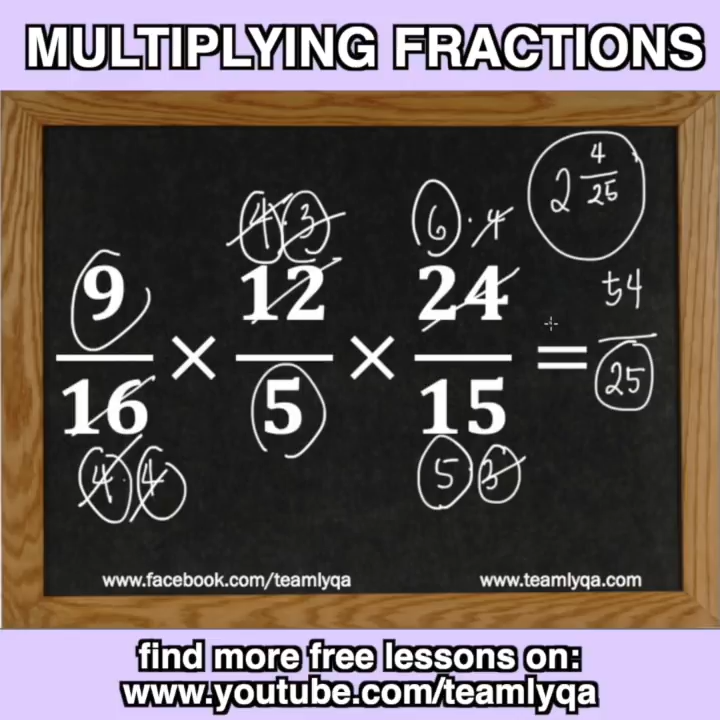 MULTIPLYING FRACTIONS
4 · 3
6 · 4
2 4/25
9/16 × 12/5 × 24/15 = 54/25
4 · 4
5 · 3
www.facebook.com/teamlyqa
www.teamlyqa.com
find more free lessons on:
www.youtube.com/teamlyqa